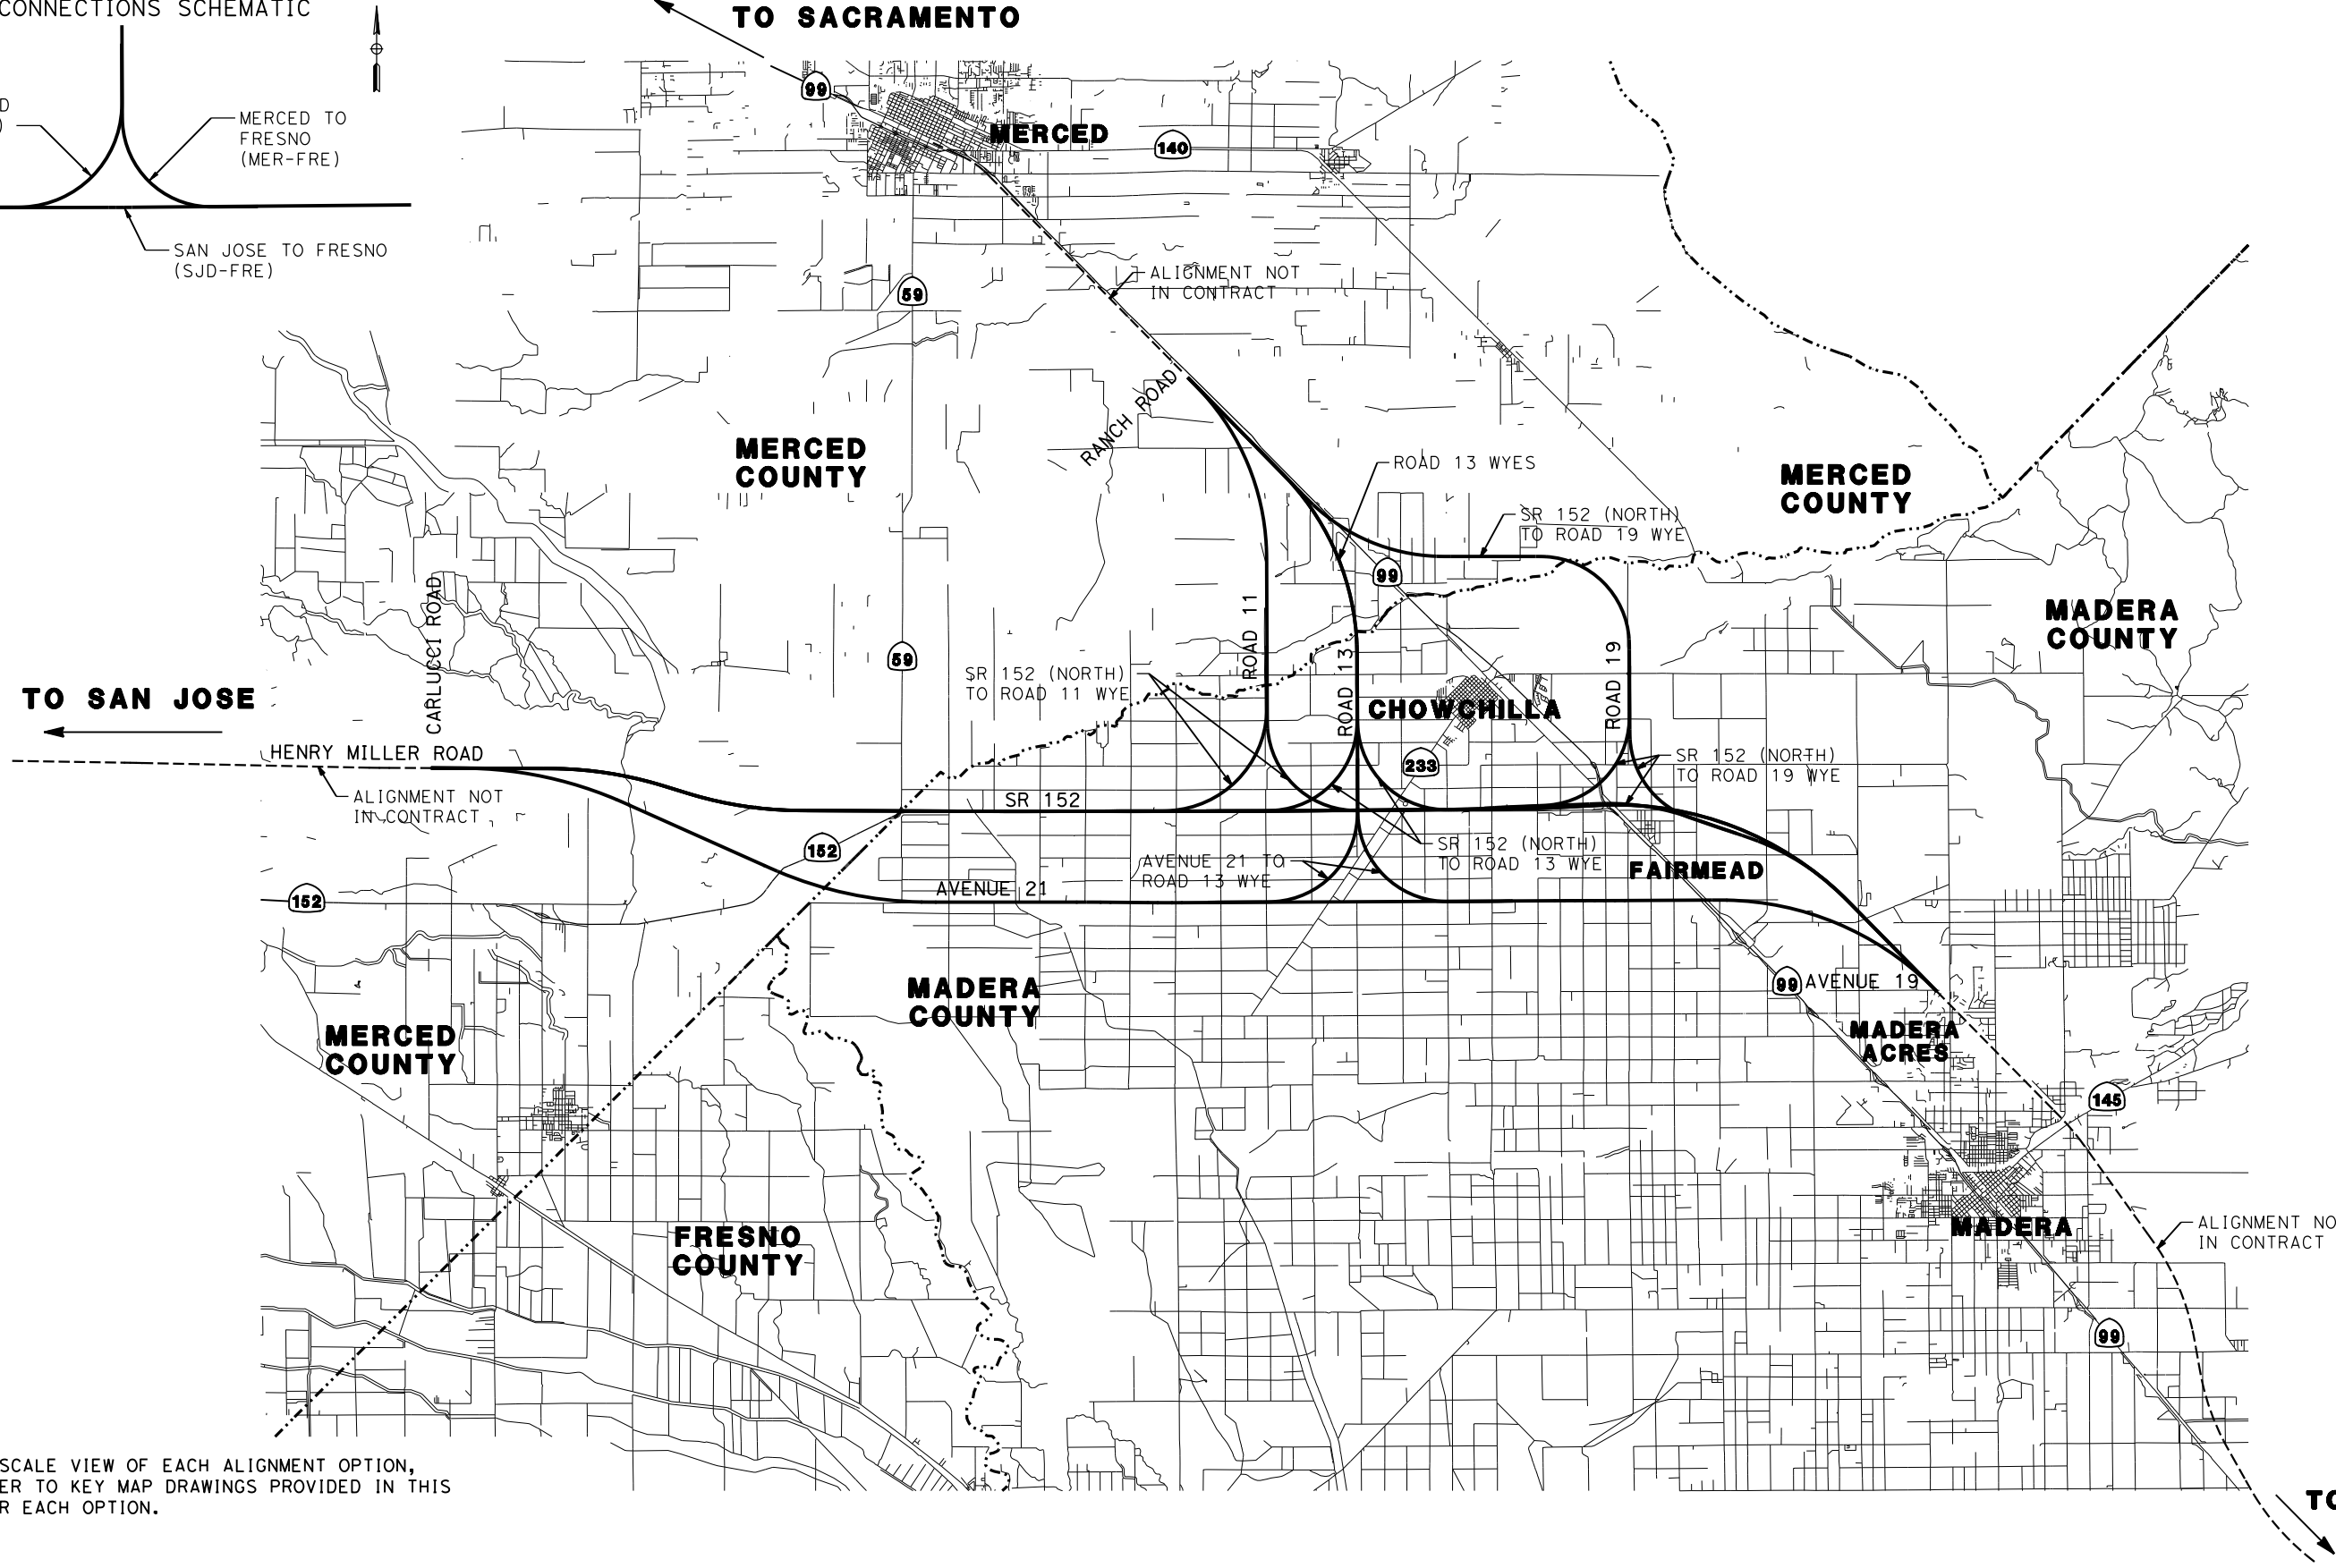 CONNECTIONS SCHEMATIC
D
)
MERCED TO
FRESNO
(MER-FRE)
SAN JOSE TO FRESNO
(SJD-FRE)
TO SACRAMENTO
99
MERCED
140
59
ALIGNMENT NOT
IN CONTRACT
RANCH ROAD
MERCED
COUNTY
ROAD 13 WYES
MERCED
COUNTY
SR 152 (NORTH)
TO ROAD 19 WYE
99
CARLUCCI ROAD
59
ROAD 11
ROAD 13
ROAD 19
MADERA
COUNTY
SR 152 (NORTH)
TO ROAD 11 WYE
TO SAN JOSE
CHOWCHILLA
HENRY MILLER ROAD
233
SR 152 (NORTH)
TO ROAD 19 WYE
ALIGNMENT NOT
IN CONTRACT
SR 152
152
SR 152 (NORTH)
TO ROAD 13 WYE
AVENUE 21 TO
ROAD 13 WYE
FAIRMEAD
AVENUE 21
152
MADERA
COUNTY
99
AVENUE 19
MERCED
COUNTY
MADERA
ACRES
145
FRESNO
COUNTY
MADERA
ALIGNMENT NO
IN CONTRACT
99
SCALE VIEW OF EACH ALIGNMENT OPTION,
ER TO KEY MAP DRAWINGS PROVIDED IN THIS
R EACH OPTION.
TO